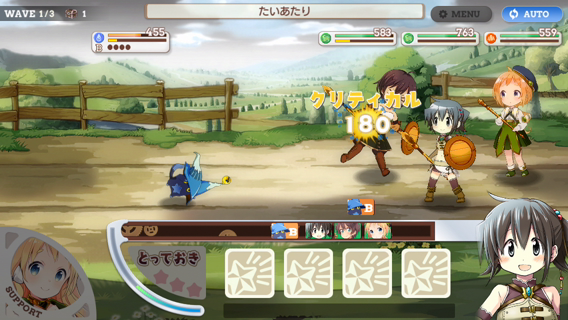 WAVE 1/3
1
たいあたり
MENU
AUTO
455
B
583
763
559
クリティカル
180
B
B
とっておき
SUPPORT